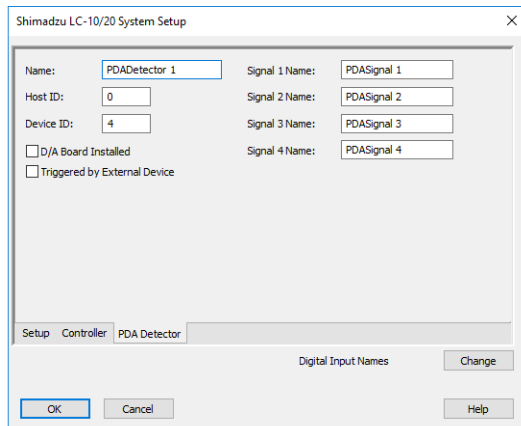 Shimadzu LC-10/20 System Setup
Name: PDADetector 1 Signal 1 Name: PDASignal 1
Host ID: 0 Signal 2 Name: PDASignal 2
Device ID: 4 Signal 3 Name: PDASignal 3
D/A Board Installed Signal 4 Name: PDASignal 4
Triggered by External Device
Setup Controller PDA Detector
Digital Input Names Change
OK Cancel Help